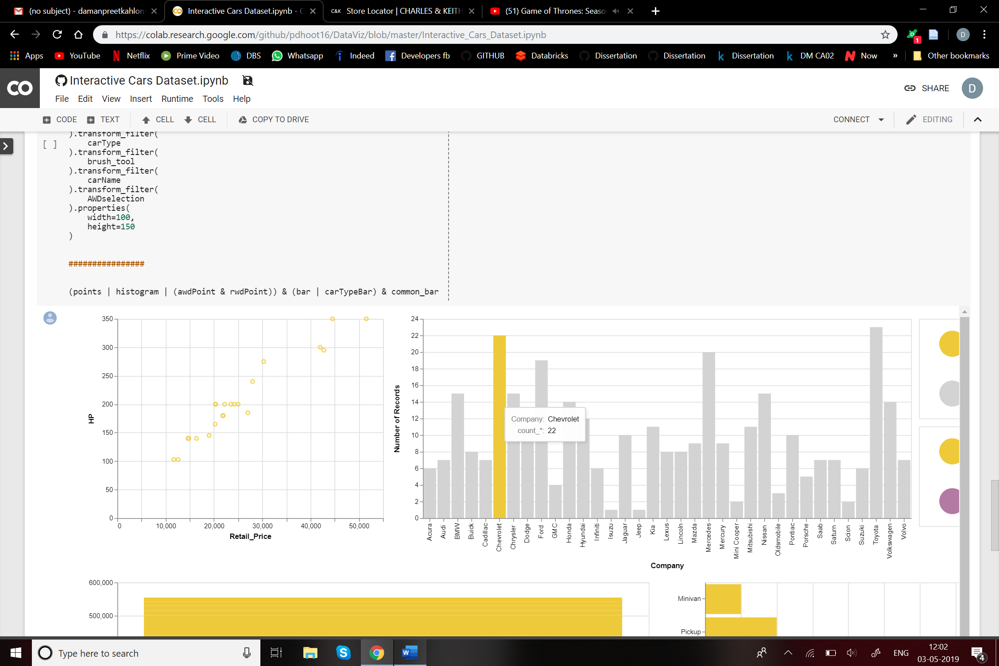 (no subject) - damanpreetkahlon
Interactive Cars Dataset.ipynb - C
C&K Store Locator | CHARLES & KEITH
(51) Game of Thrones: Seaso
https://colab.research.google.com/github/pdhoot16/DataViz/blob/master/Interactive_Cars_Dataset.ipynb
1
D
Apps
YouTube
Netflix
Prime Video
DBS
Whatsapp
Indeed
Developers fb
GITHUB
Databricks
Dissertation
Dissertation
Dissertation
DM CA02
Now
»
Other bookmarks
CO
Interactive Cars Dataset.ipynb
SHARE
D
File Edit View Insert Runtime Tools Help
CODE TEXT CELL CELL COPY TO DRIVE
CONNECT EDITING
).transform_filter(
[ ]
carType
).transform_filter(
brush_tool
).transform_filter(
carName
).transform_filter(
AWDselection
).properties(
width=100,
height=150
)
################
(points | histogram | (awdPoint & rwdPoint)) & (bar | carTypeBar) & common_bar
350
300
250
200
150
100
50
0
HP
0 10,000 20,000 30,000 40,000 50,000
Retail_Price
24
22
20
18
16
14
12
10
8
6
4
2
0
Number of Records
Company: Chevrolet
count_*: 22
Acura
Audi
BMW
Buick
Cadillac
Chevrolet
Chrysler
Dodge
Ford
GMC
Honda
Hyundai
Infiniti
Isuzu
Jaguar
Jeep
Kia
Lexus
Lincoln
Mazda
Mercedes
Mercury
Mini Cooper
Mitsubishi
Nissan
Oldsmobile
Pontiac
Porsche
Saab
Saturn
Scion
Suzuki
Toyota
Volkswagen
Volvo
Company
600,000
500,000
Minivan
Pickup
Type here to search
ENG
12:02
03-05-2019
4